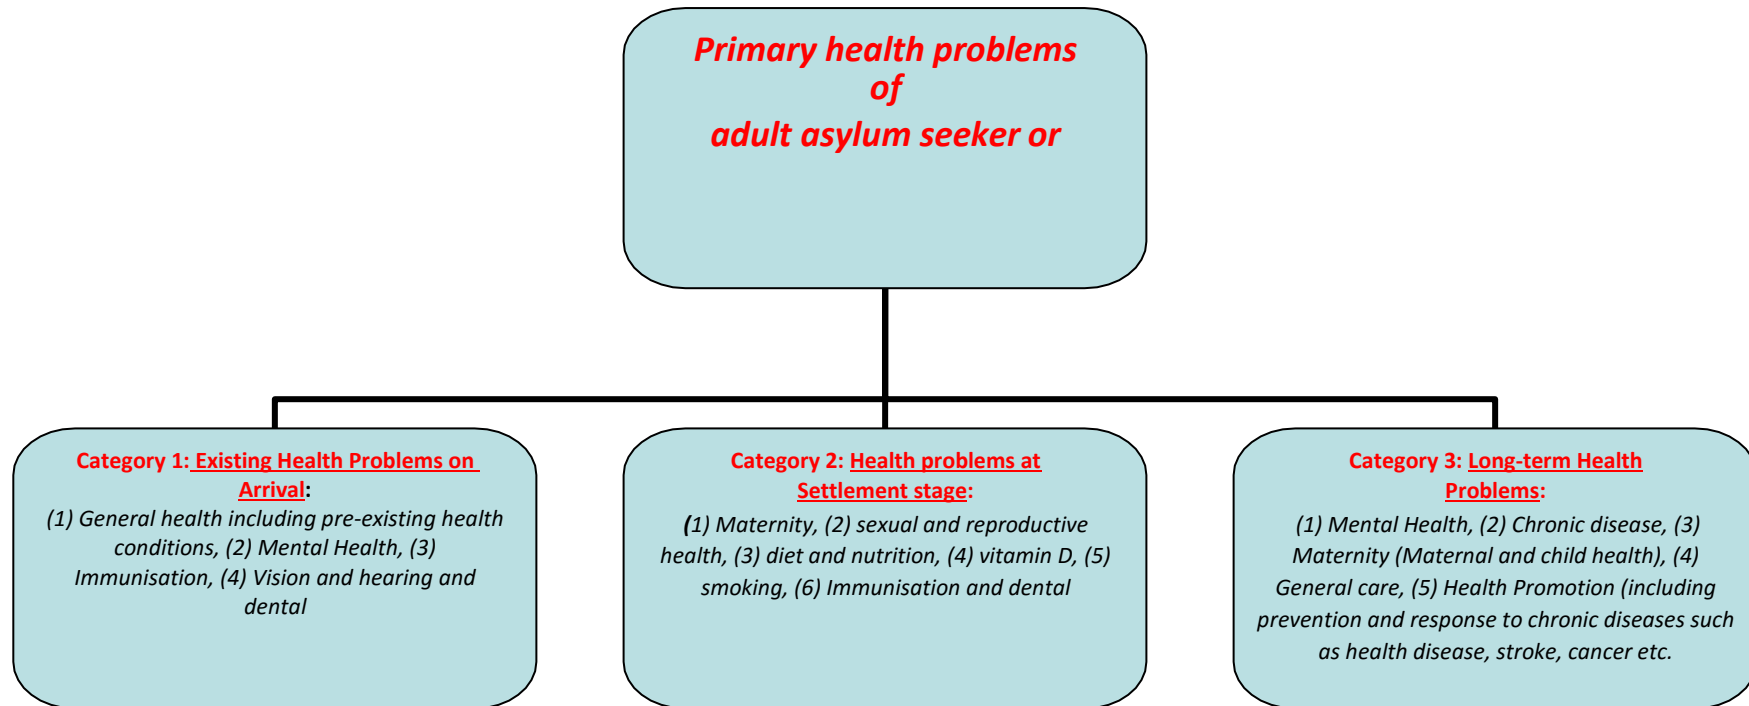 Primary health problems
of
adult asylum seeker or
Category 1: Existing Health Problems on
Arrival:
(1) General health including pre-existing health
conditions, (2) Mental Health, (3)
Immunisation, (4) Vision and hearing and
dental
Category 2: Health problems at
Settlement stage:
(1) Maternity, (2) sexual and reproductive
health, (3) diet and nutrition, (4) vitamin D, (5)
smoking, (6) Immunisation and dental
Category 3: Long-term Health
Problems:
(1) Mental Health, (2) Chronic disease, (3)
Maternity (Maternal and child health), (4)
General care, (5) Health Promotion (including
prevention and response to chronic diseases such
as health disease, stroke, cancer etc.